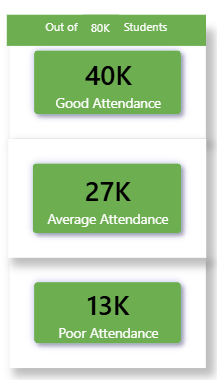 Out of 80K Students
40K
Good Attendance
27K
Average Attendance
13K
Poor Attendance